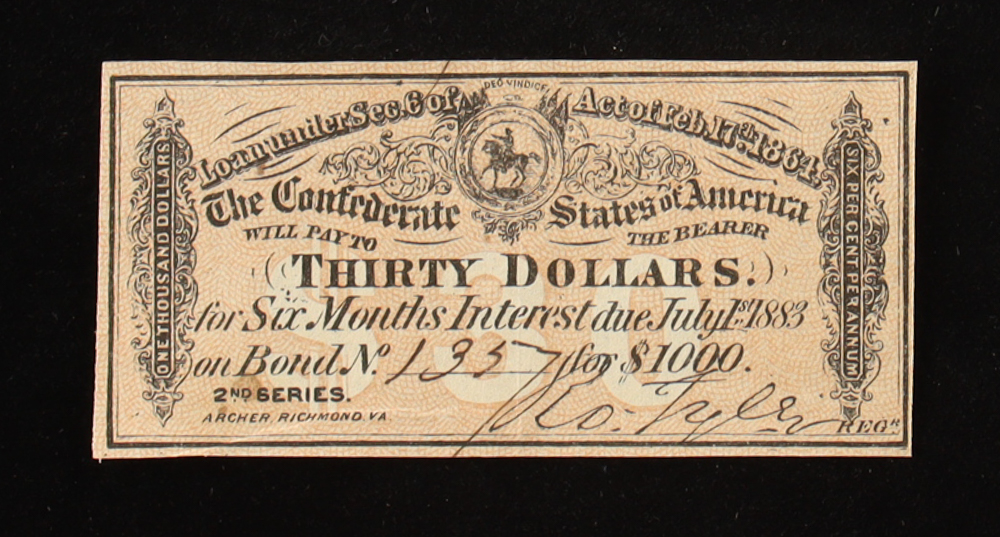 DEO VINDICE
Loan under Sec. 6 of Act of Feb. 17th. 1864.
The Confederate States of America
WILL PAY TO THE BEARER
THIRTY DOLLARS.
for Six Months Interest due July 1st 1883
on Bond No. 1357 for $1000.
2ND SERIES.
ARCHER, RICHMOND VA.
Ro. Tyler
REGR
ONE THOUSAND DOLLARS
SIX PER CENT PER ANNUM
$30